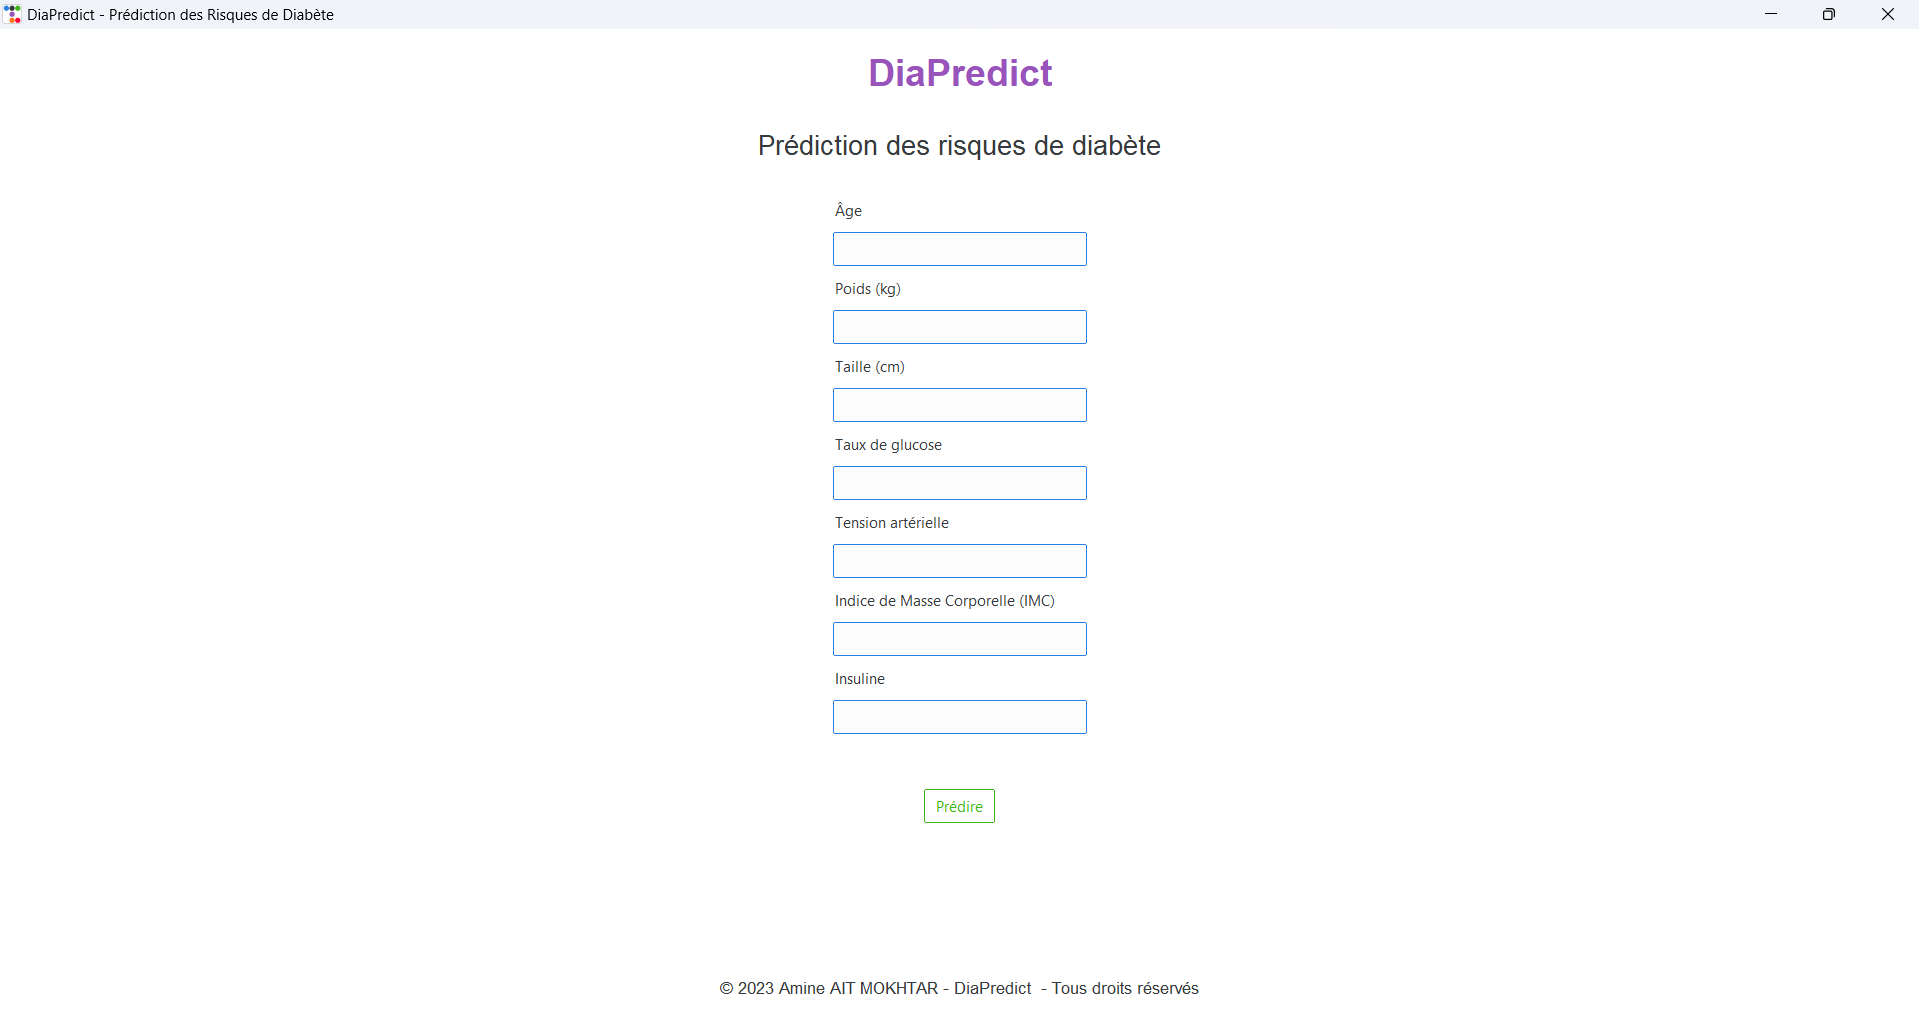 DiaPredict - Prédiction des Risques de Diabète
DiaPredict
Prédiction des risques de diabète
Âge
Poids (kg)
Taille (cm)
Taux de glucose
Tension artérielle
Indice de Masse Corporelle (IMC)
Insuline
Prédire
© 2023 Amine AIT MOKHTAR - DiaPredict  - Tous droits réservés